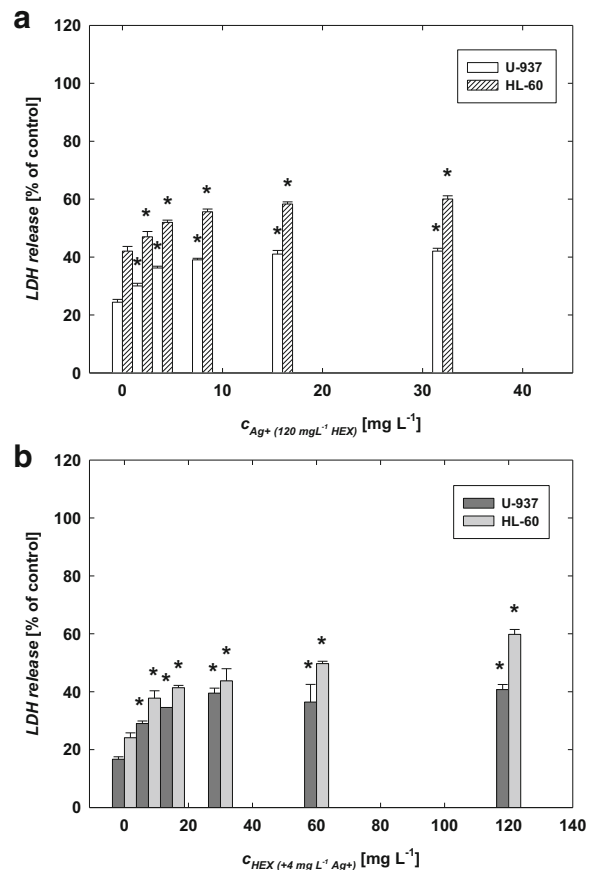 a
120
100
80
60
40
20
0
LDH release [% of control]
U-937
HL-60
* * * * * * * * * *
0 10 20 30 40
c Ag+ (120 mgL⁻¹ HEX) [mg L⁻¹]
b
120
100
80
60
40
20
0
LDH release [% of control]
U-937
HL-60
* * * * * * * * * *
0 20 40 60 80 100 120 140
c HEX (+4 mg L⁻¹ Ag+) [mg L⁻¹]